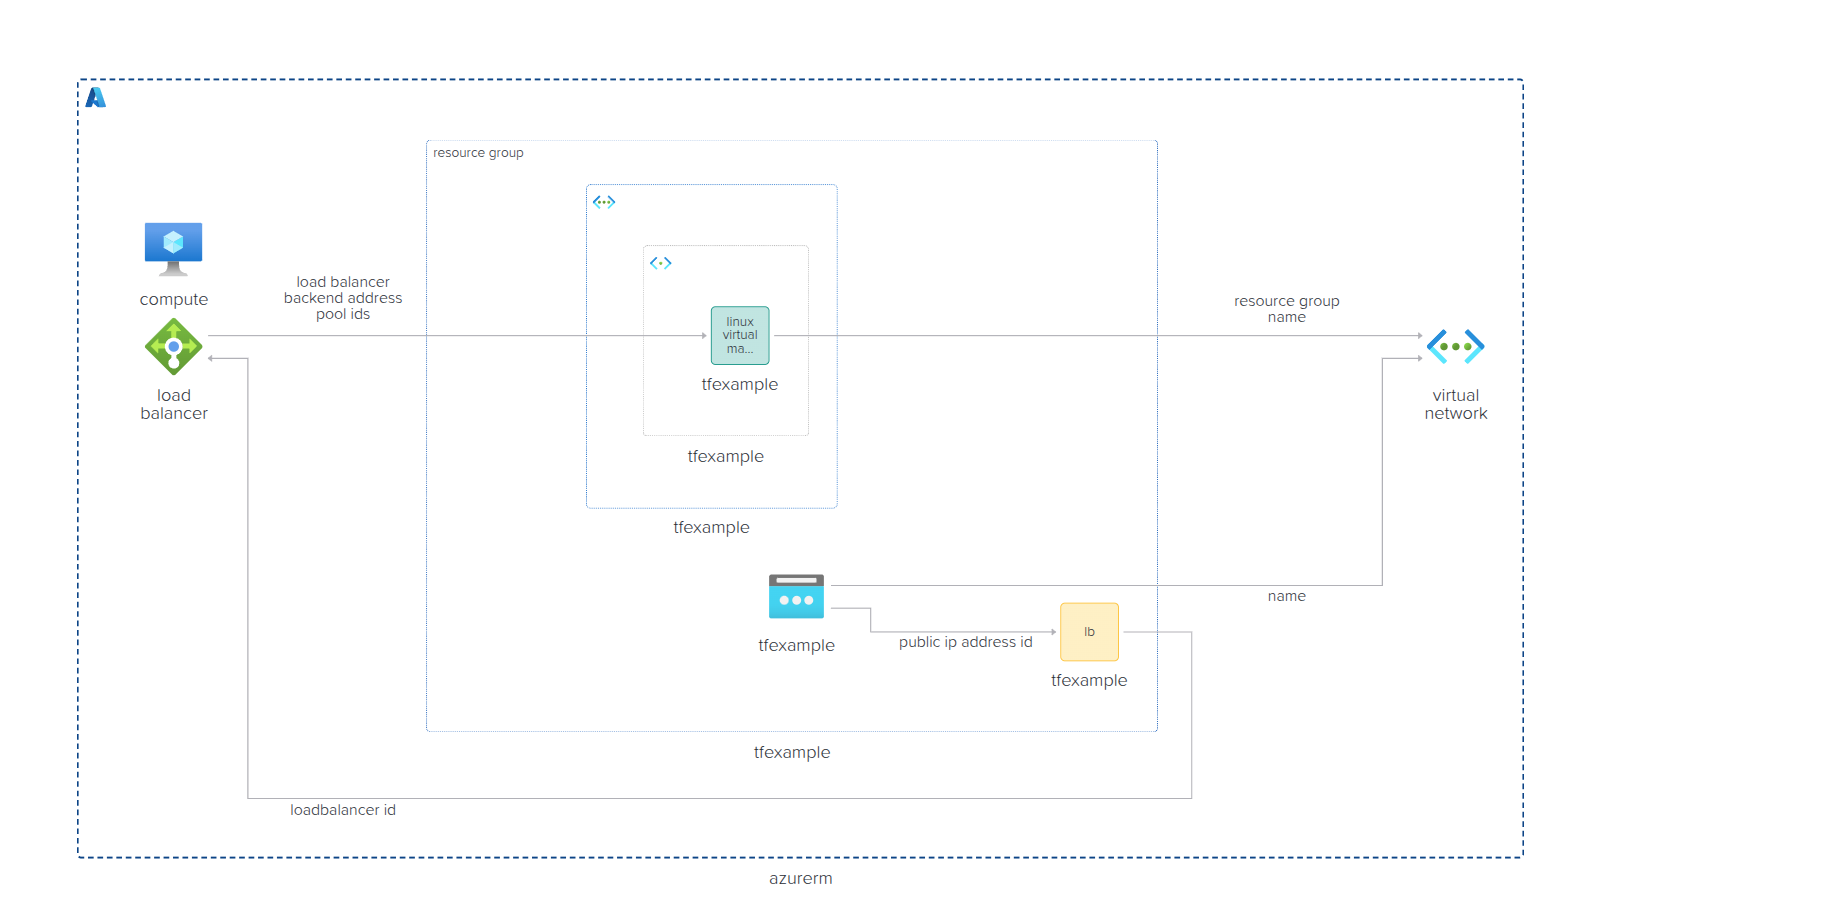 resource group
compute
load balancer
backend address
pool ids
load
balancer
linux
virtual
ma...
tfexample
tfexample
tfexample
resource group
name
virtual
network
tfexample
name
public ip address id
lb
tfexample
tfexample
loadbalancer id
azurerm